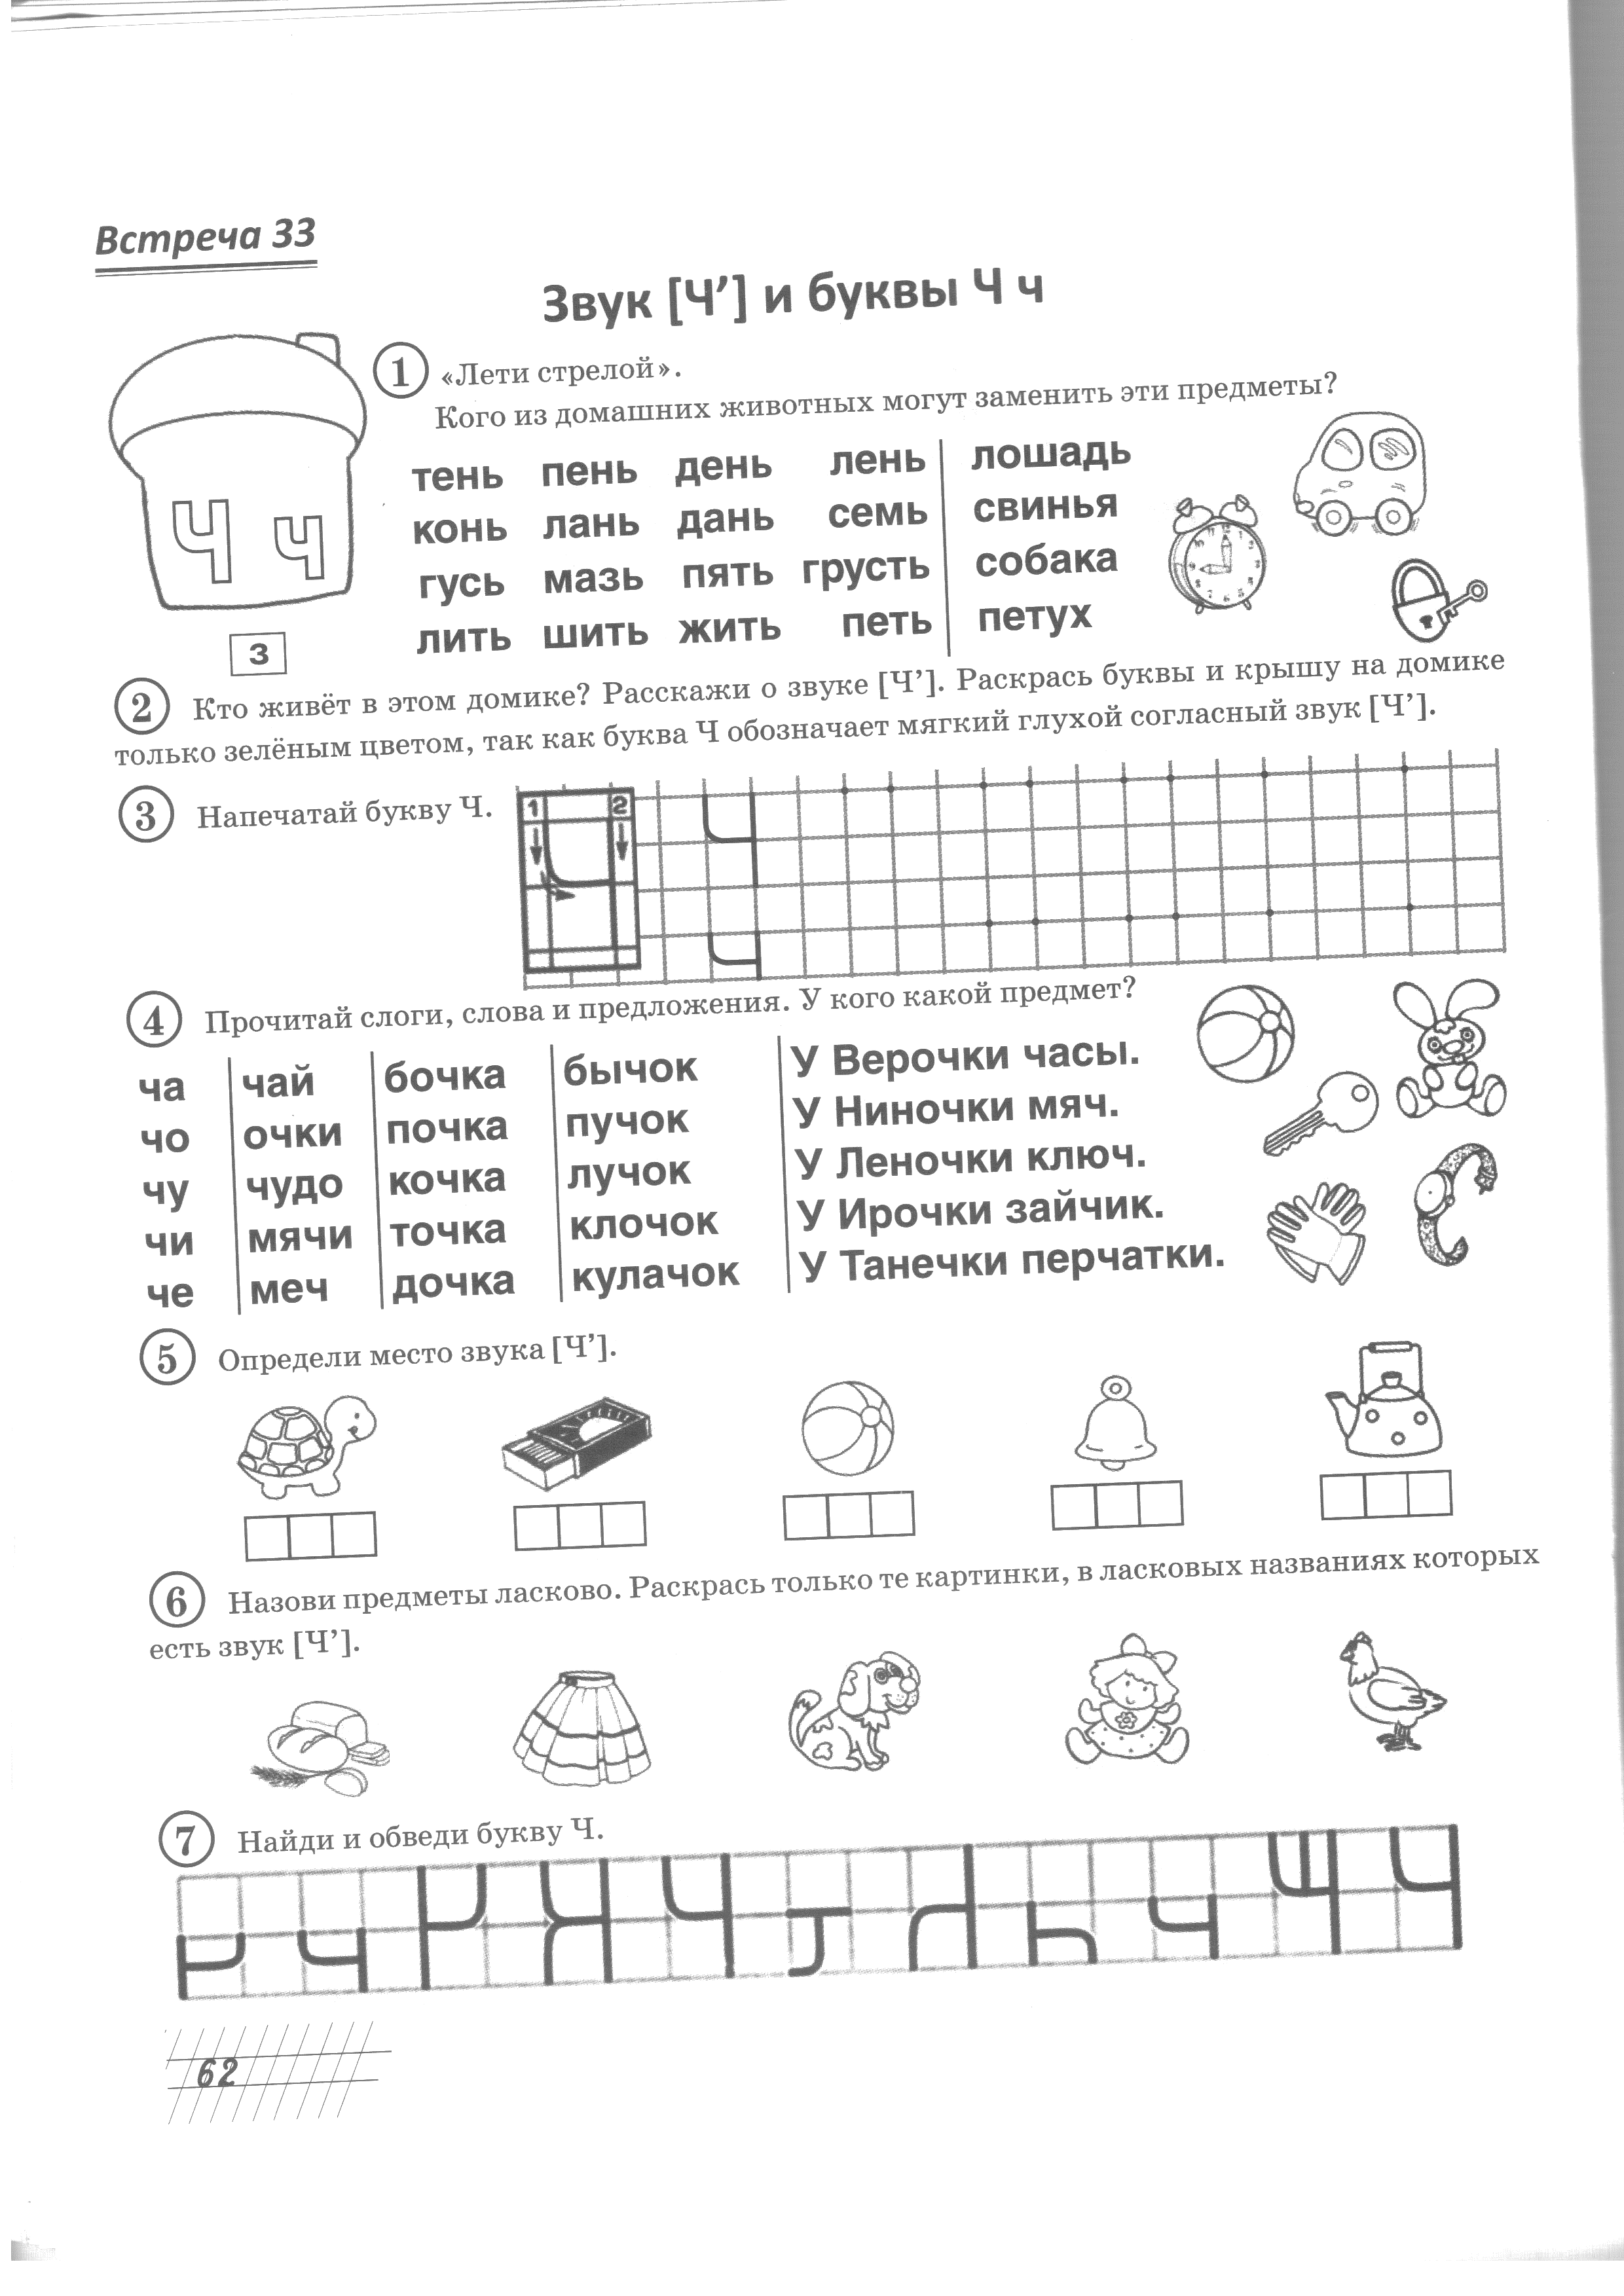 Встреча 33
Звук [Ч’] и буквы Ч ч
Ч ч
З
1 «Лети стрелой».
Кого из домашних животных могут заменить эти предметы?
тень пень день лень лошадь
конь лань дань семь свинья
гусь мазь пять грусть собака
лить шить жить петь петух
2 Кто живёт в этом домике? Расскажи о звуке [Ч’]. Раскрась буквы и крышу на домике
только зелёным цветом, так как буква Ч обозначает мягкий глухой согласный звук [Ч’].
3 Напечатай букву Ч.
1 2
4 Прочитай слоги, слова и предложения. У кого какой предмет?
ча чай бочка бычок У Верочки часы.
чо очки почка пучок У Ниночки мяч.
чу чудо кочка лучок У Леночки ключ.
чи мячи точка клочок У Ирочки зайчик.
че меч дочка кулачок У Танечки перчатки.
5 Определи место звука [Ч’].
6 Назови предметы ласково. Раскрась только те картинки, в ласковых названиях которых
есть звук [Ч’].
7 Найди и обведи букву Ч.
62